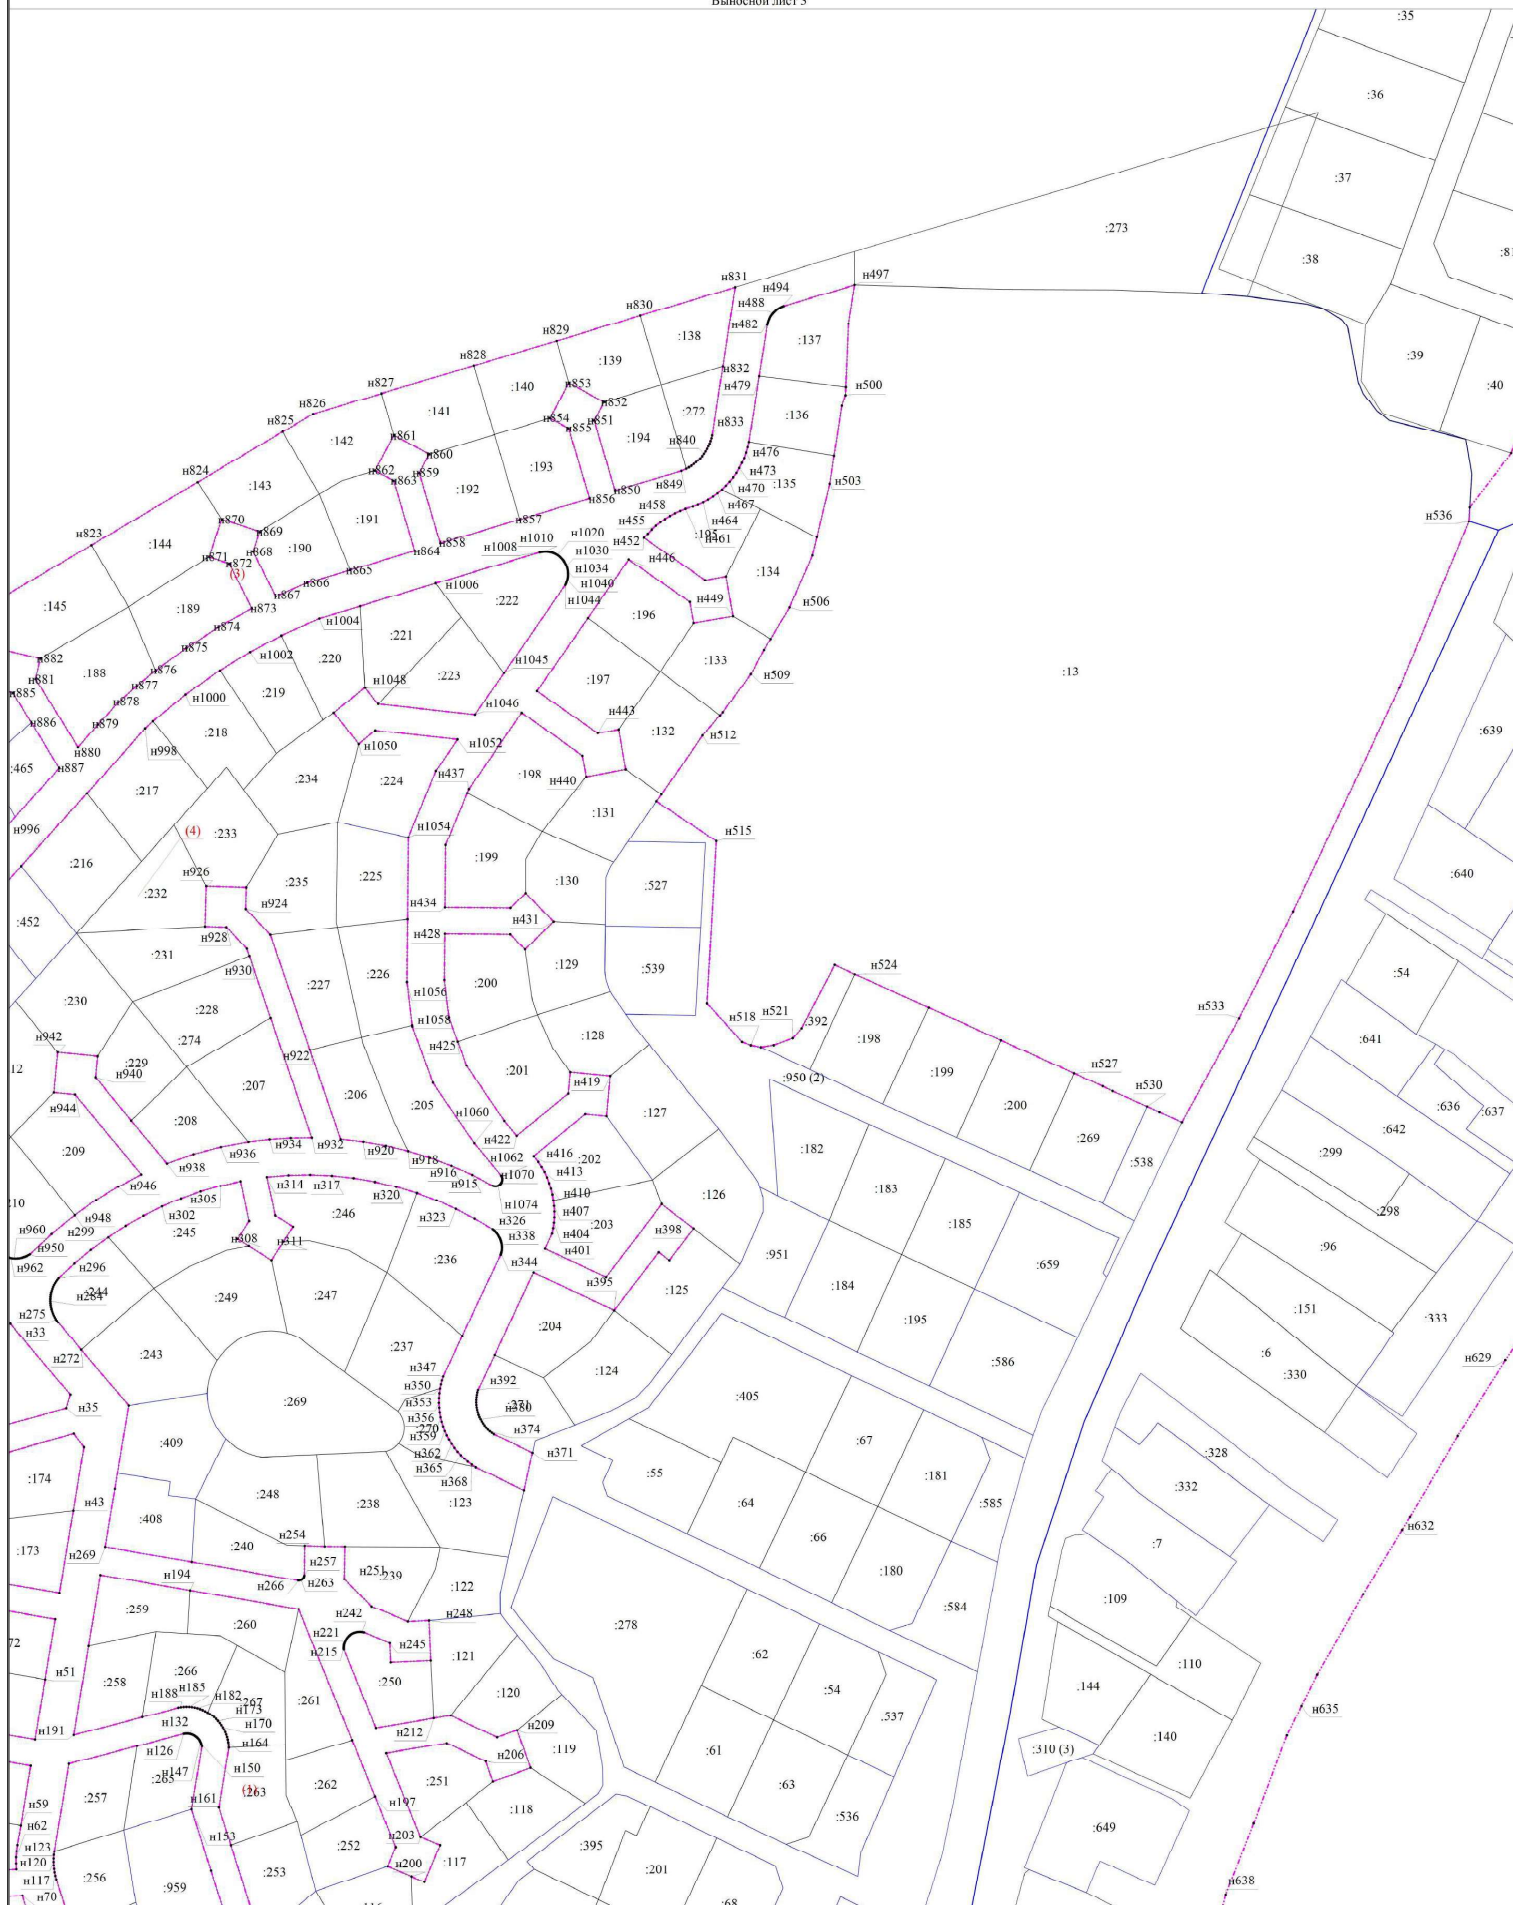 Выносной лист 3
:35
:36
:37
:273
:38
:81
н831
н497
н494
н488
н830
н482
н829
:138
:137
:39
н828
:139
н832
н479
н500
:40
н827
:140
н853
н826
:141
н852
:272
н833
:136
н825
н854
н851
н855
:142
н861
:194
н840
н476
н860
н473
н824
н862
н859
:193
н470
:135
н503
:143
н863
:192
н850
н849
н467
н856
н458
н464
:195
н870
:191
н857
н455
н461
н536
н823
н869
:190
н858
н1020
н452
:144
н868
н864
н1010
н1008
н1030
н446
н871
н872
н1034
:134
(3)
н865
н1040
н866
н1006
н867
н1044
н449
н506
:145
:189
н873
:222
:196
н1004
н874
:221
н875
н1002
:220
:133
н882
н876
н1045
н509
:13
:188
н881
н877
н1048
:223
:197
н885
н1000
:219
н878
н1046
н443
н886
н879
:218
:132
н512
:639
н880
н998
н1050
н1052
:465
н887
н437
:198
н440
:234
:224
:217
:131
н996
(4)
:233
н1054
н515
:216
:199
:640
н926
:235
:225
:130
:527
:232
н924
н434
:452
н431
н928
н428
:231
:129
:539
н930
:226
:227
:200
н524
:54
:230
н1056
:228
н518
н521
:392
н533
:274
н1058
:128
:198
:641
н942
н425
:229
н922
:199
н527
:12
н940
:201
н419
:950 (2)
н530
:207
:200
н944
:206
:205
:127
:636
:637
:208
н1060
:269
:642
н422
:182
:538
н934
н932
:209
н936
н920
:299
н938
н918
н1062
н416
:202
н916
н1070
н413
:183
н946
н915
н314
н317
н410
:126
н305
н320
н1074
:210
н948
н302
:246
н407
:298
н323
н326
:203
:185
н960
н299
:245
н308
н338
н404
н398
н950
н311
н401
:96
н962
:236
н344
:951
:659
н296
н395
:184
н284
:244
:249
:247
:125
н275
:151
н33
:204
:195
:333
:237
н272
:243
:6
н347
:124
:586
н629
н350
:330
н392
:269
н353
:405
н35
н356
:271
н380
:270
н359
н374
:409
н362
н371
:67
:328
н365
:174
н368
:55
:181
:332
н43
:248
:238
:123
:64
:585
:408
н632
н254
:66
:173
:240
:7
н269
н257
н251
:180
н194
н266
н263
:239
:122
:109
н242
н248
:584
:259
н221
:278
:260
н215
н245
:72
:62
н51
:266
:121
:110
:258
:250
:144
н188
н185
н182
:261
:120
:54
:267
н173
н635
н191
н132
н170
н212
н209
:537
н126
н164
:119
:140
н206
:61
:310 (3)
н147
н150
:251
:63
:257
:265
(1)
:263
:262
н59
н161
н197
:118
:536
н62
н203
:649
н123
н153
:252
:395
н120
н200
:117
:201
н117
:256
:959
:253
н638
н70
:68